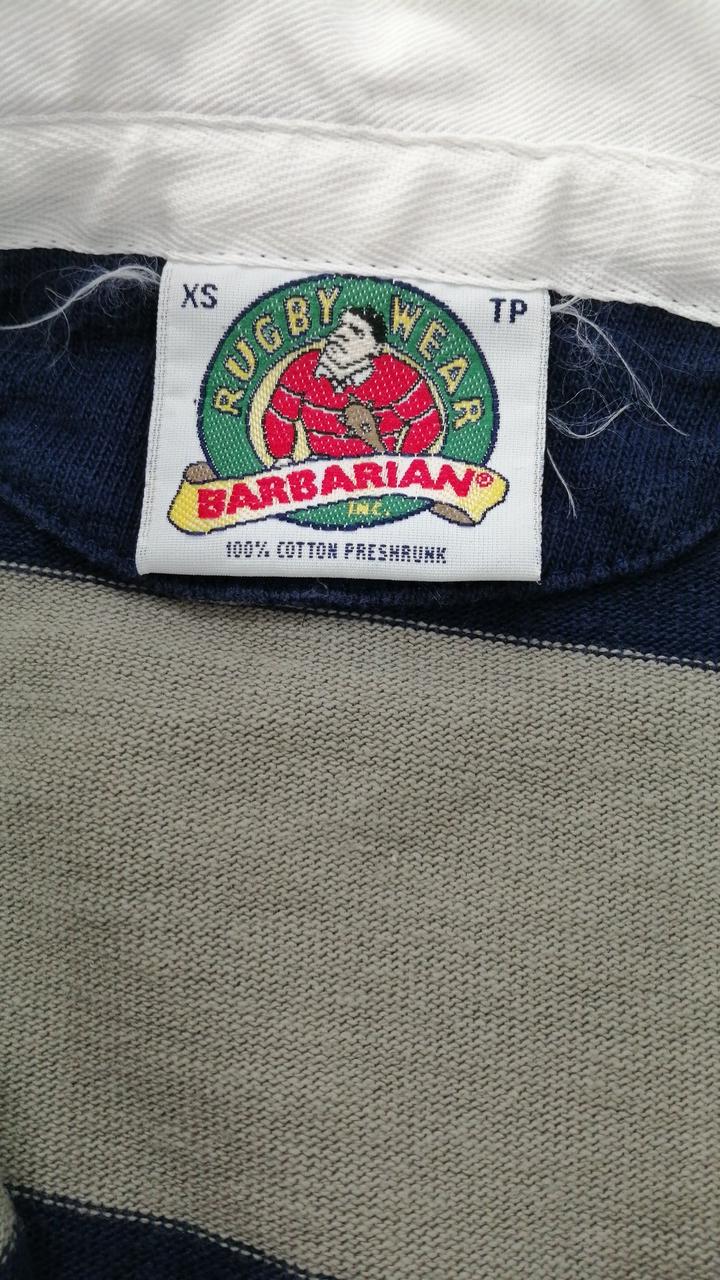 XS
TP
RUGBY WEAR
BARBARIAN®
INC.
100% COTTON PRESHRUNK